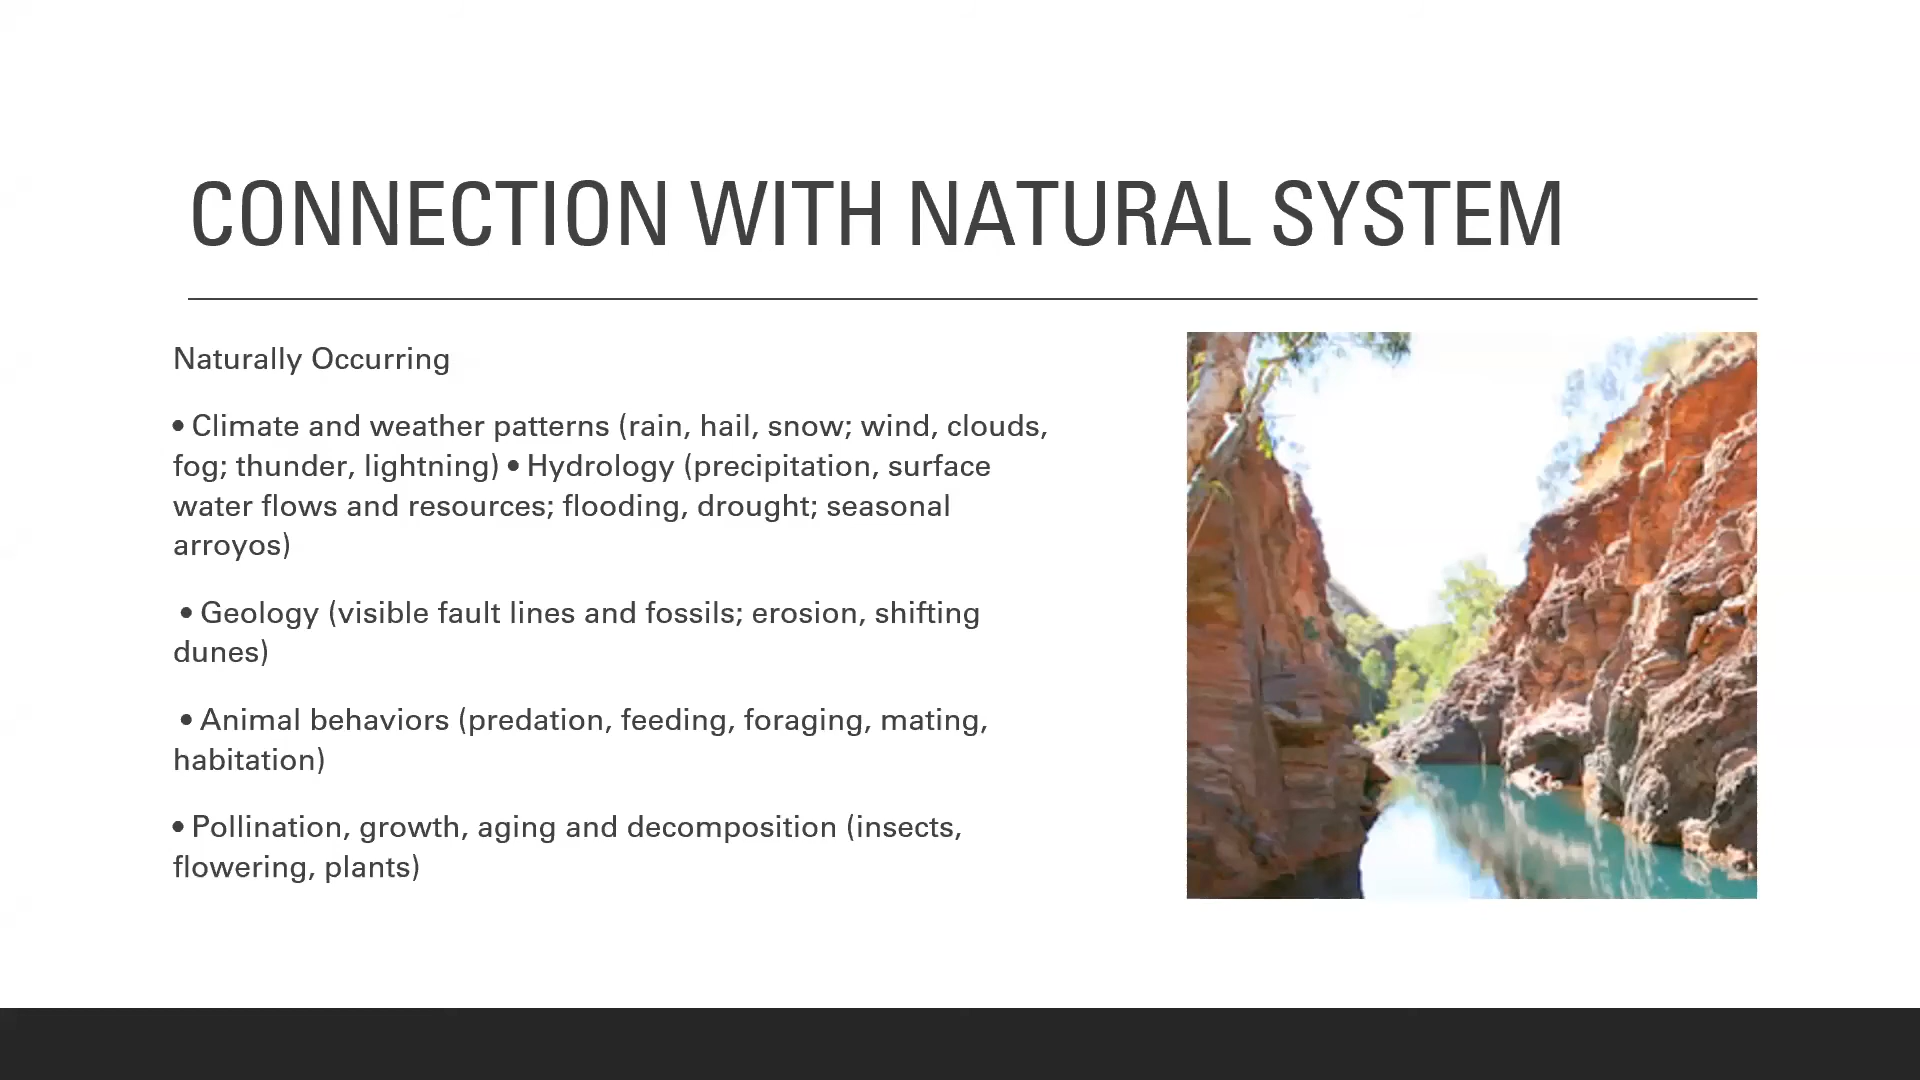 CONNECTION WITH NATURAL SYSTEM
Naturally Occurring
• Climate and weather patterns (rain, hail, snow; wind, clouds,
fog; thunder, lightning) • Hydrology (precipitation, surface
water flows and resources; flooding, drought; seasonal
arroyos)
• Geology (visible fault lines and fossils; erosion, shifting
dunes)
• Animal behaviors (predation, feeding, foraging, mating,
habitation)
• Pollination, growth, aging and decomposition (insects,
flowering, plants)